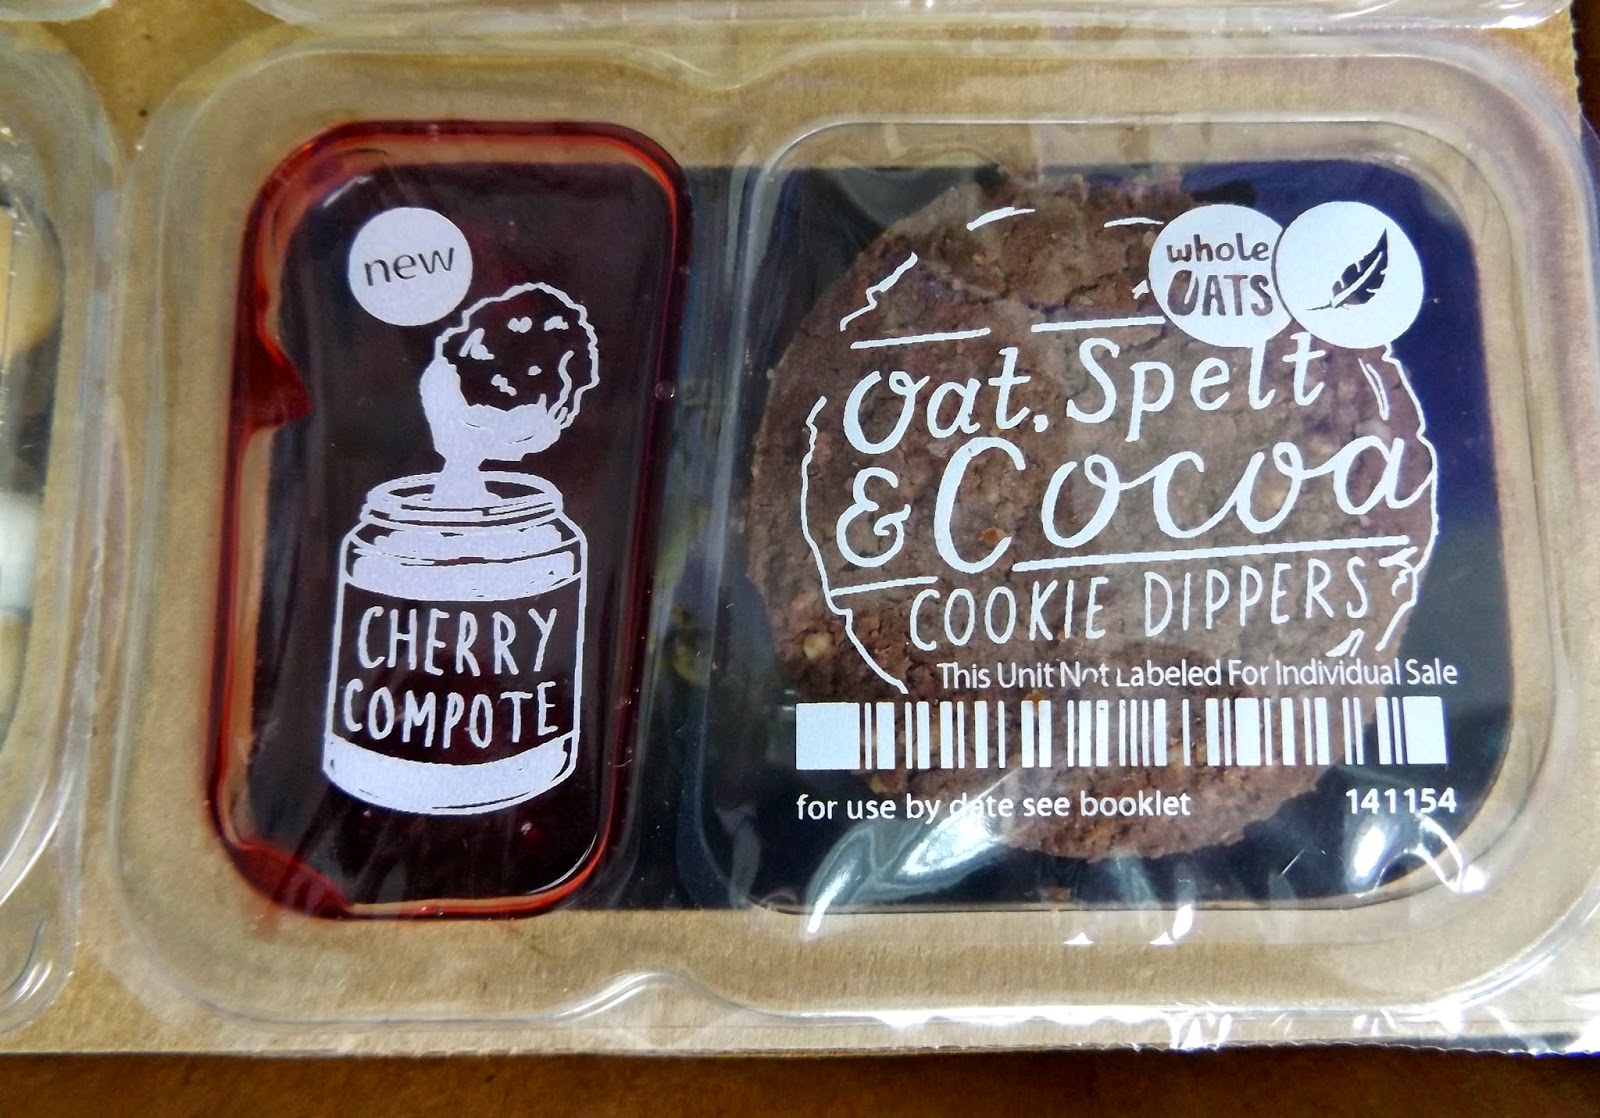 new
CHERRY
COMPOTE
whole
OATS
Oat, Spelt
& Cocoa
COOKIE DIPPERS
This Unit Not Labeled For Individual Sale
for use by date see booklet
141154